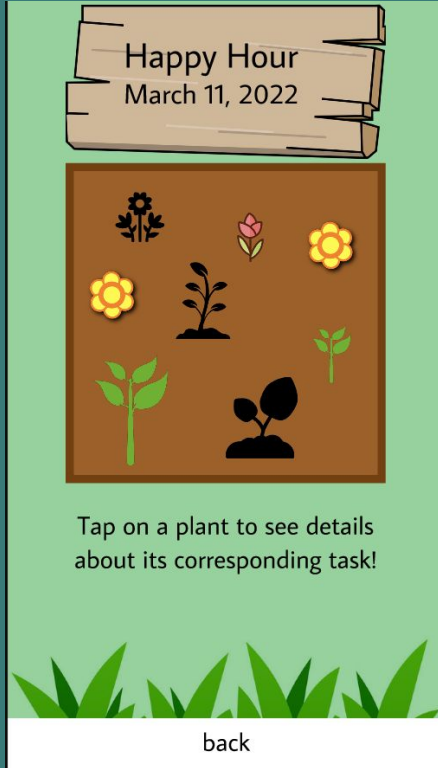 Happy Hour
March 11, 2022
Tap on a plant to see details
about its corresponding task!
back